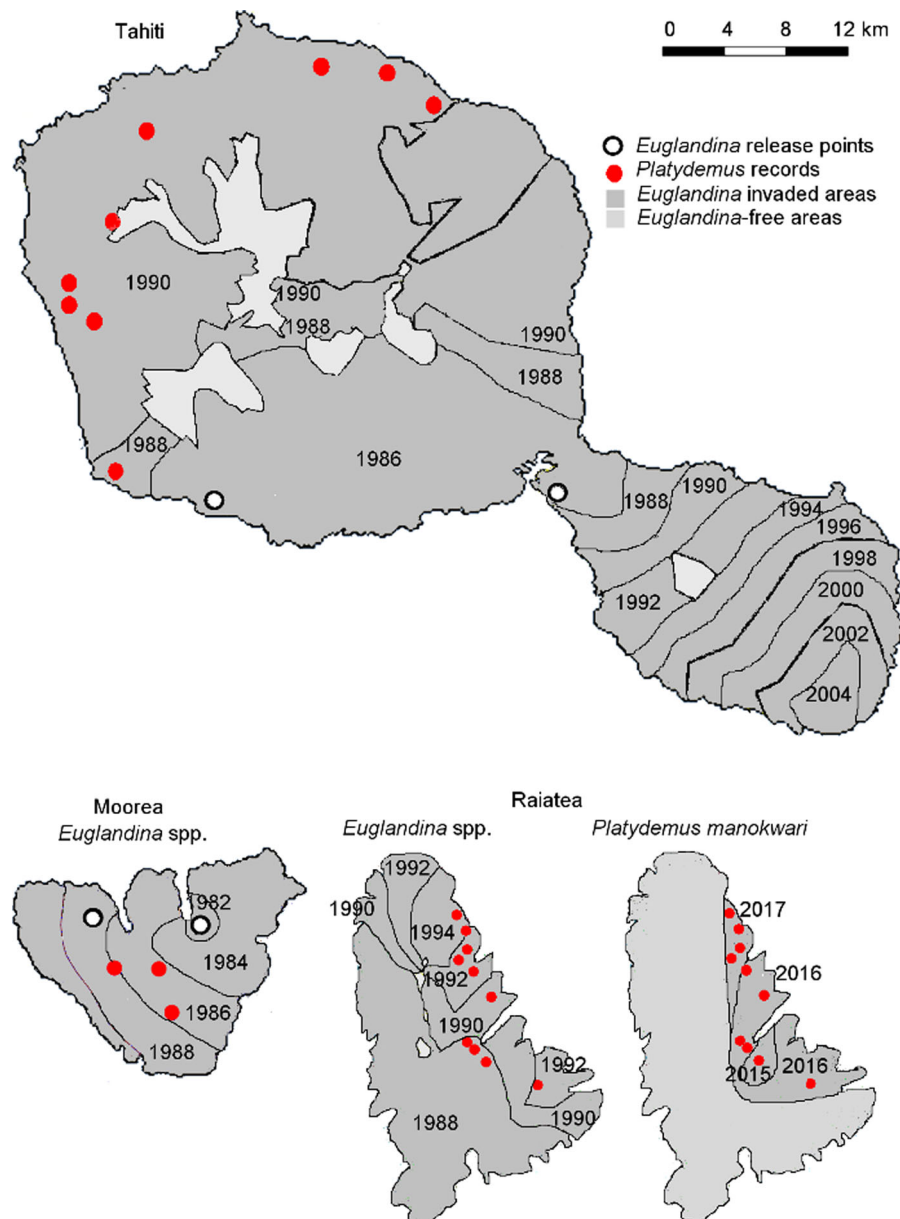 Tahiti
0 4 8 12 km
Euglandina release points
Platydemus records
Euglandina invaded areas
Euglandina-free areas
1990
1990
1988
1990
1988
1988
1986
1988
1990
1994
1996
1998
2000
1992
2002
2004
Moorea
Euglandina spp.
982
1984
1986
1988
Raiatea
Euglandina spp.
Platydemus manokwari
1992
1990
1994
1992
1990
1992
1988
1990
2017
2016
2015
2016